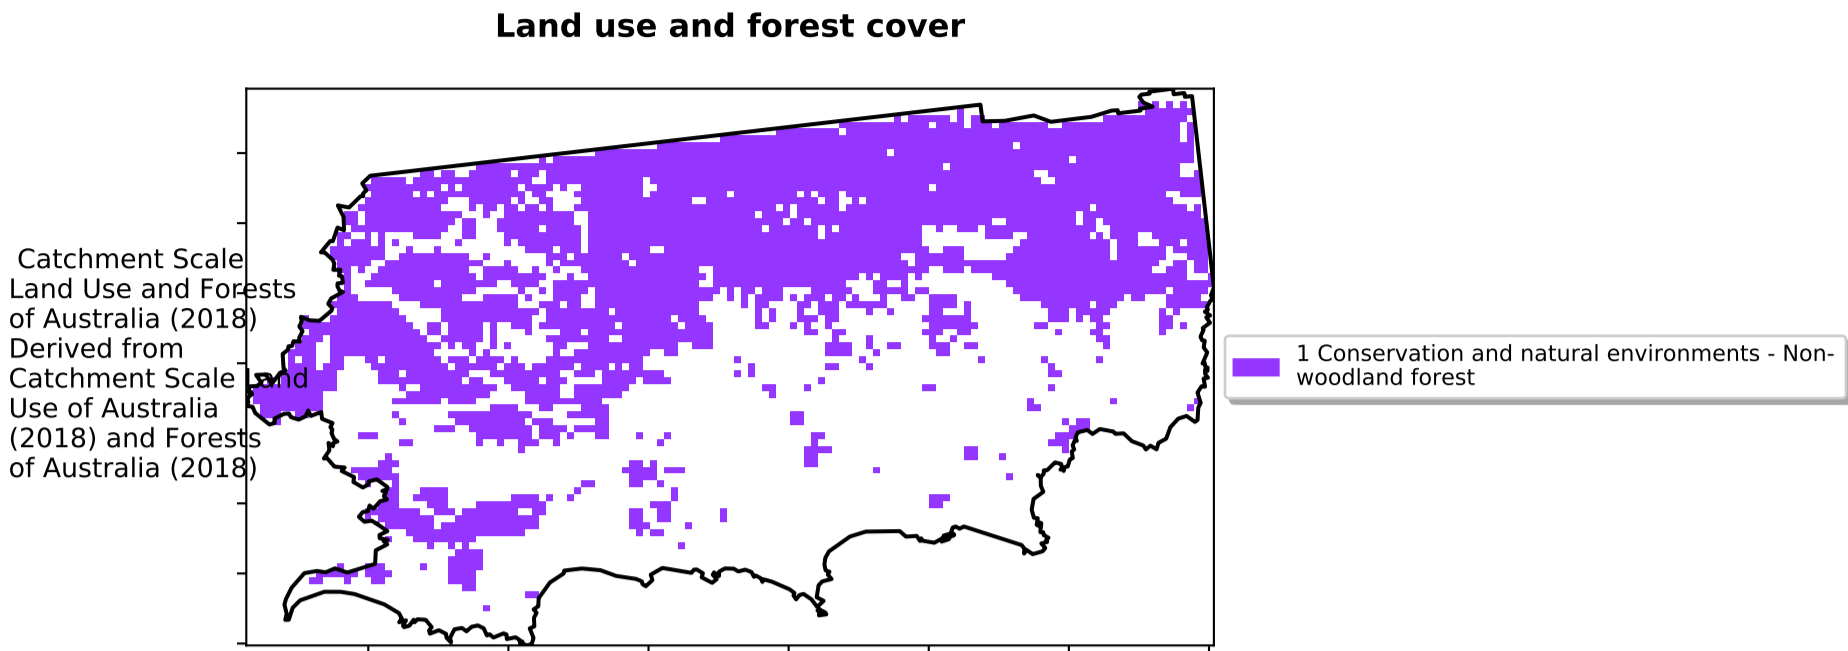 Land use and forest cover
Catchment Scale
Land Use and Forests
of Australia (2018)
Derived from
Catchment Scale Land
Use of Australia
(2018) and Forests
of Australia (2018)
1 Conservation and natural environments - Non-
woodland forest